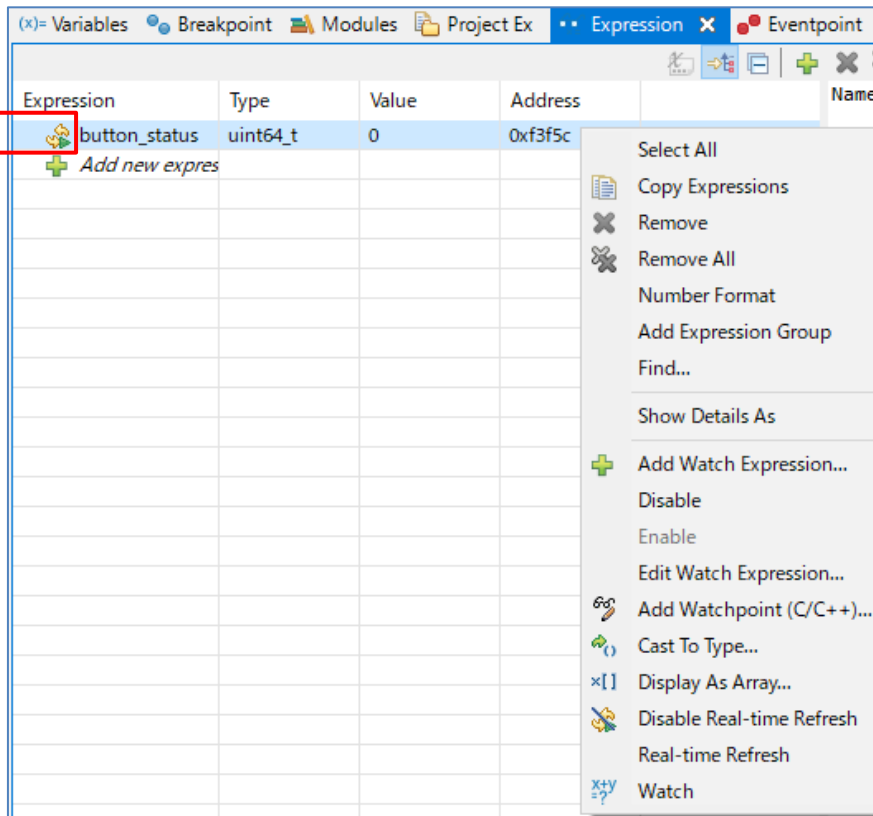 (x)= Variables Breakpoint Modules Project Ex Expression Eventpoint
Name
Expression Type Value Address
button_status uint64_t 0 0xf3f5c
Add new expres
Select All
Copy Expressions
Remove
Remove All
Number Format
Add Expression Group
Find...
Show Details As
Add Watch Expression...
Disable
Enable
Edit Watch Expression...
Add Watchpoint (C/C++)...
Cast To Type...
×[] Display As Array...
Disable Real-time Refresh
Real-time Refresh
x+y=? Watch